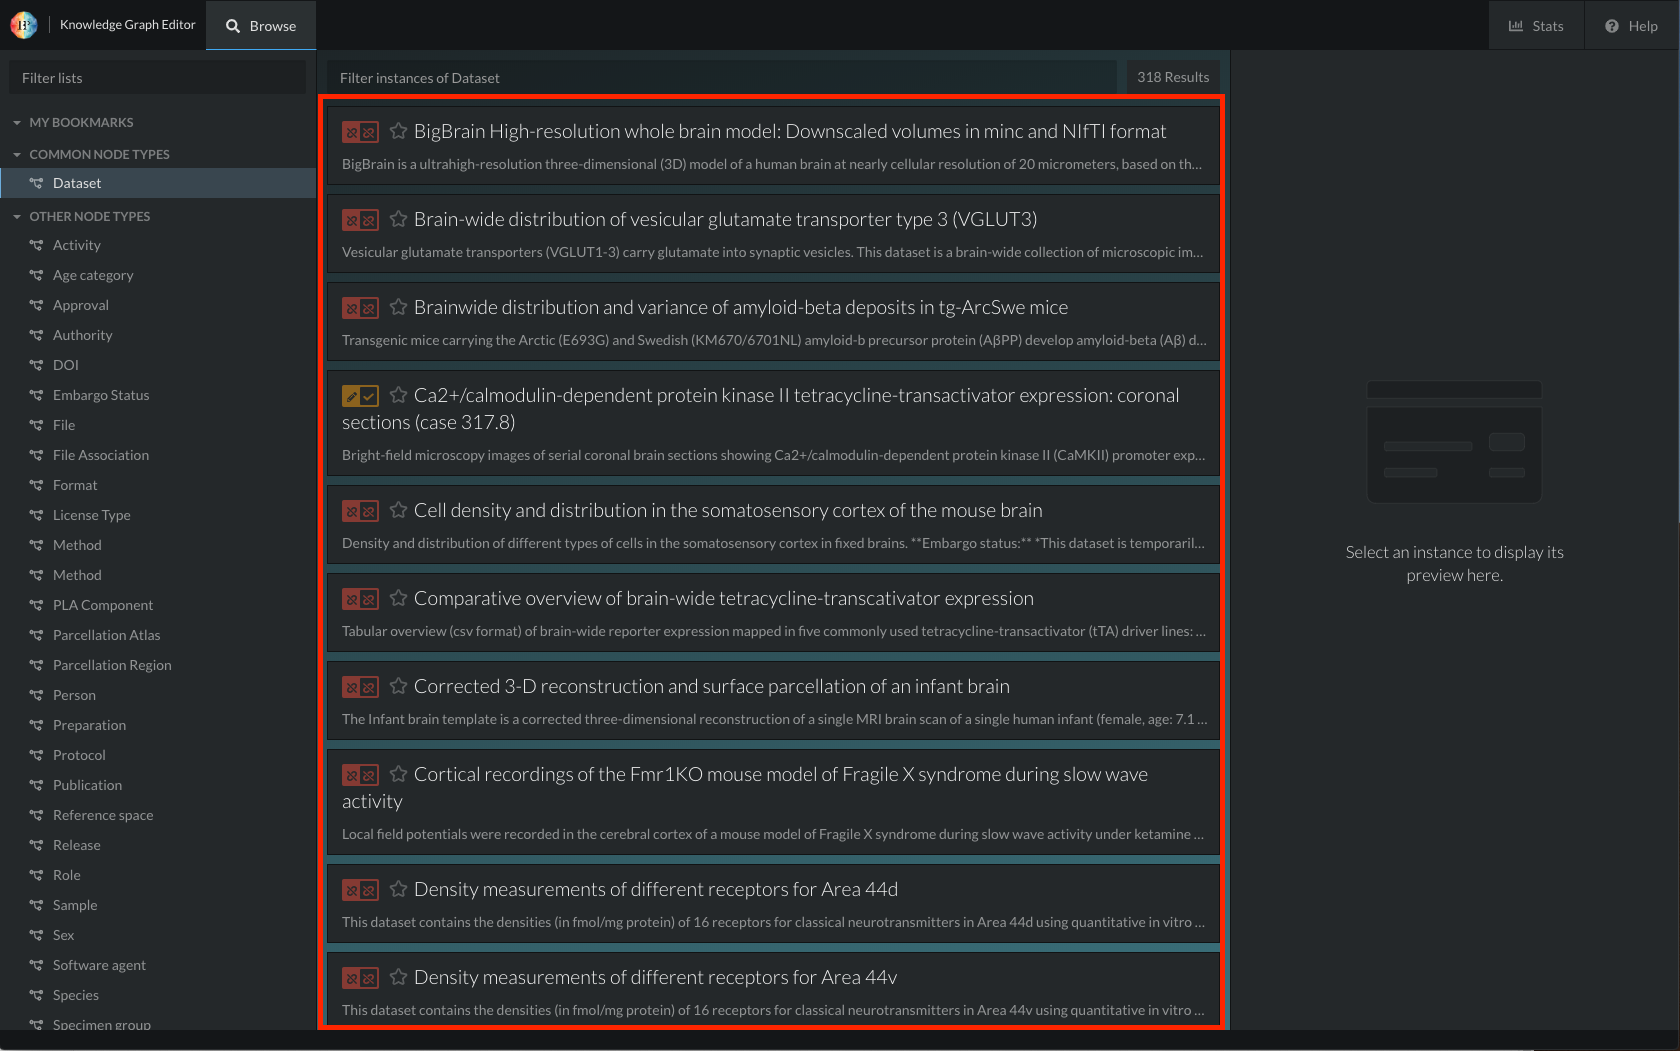 Knowledge Graph Editor
Browse
Stats
Help
Filter lists
MY BOOKMARKS
COMMON NODE TYPES
Dataset
OTHER NODE TYPES
Activity
Age category
Approval
Authority
DOI
Embargo Status
File
File Association
Format
License Type
Method
Method
PLA Component
Parcellation Atlas
Parcellation Region
Person
Preparation
Protocol
Publication
Reference space
Release
Role
Sample
Sex
Software agent
Species
Specimen group
Filter instances of Dataset
318 Results
BigBrain High-resolution whole brain model: Downscaled volumes in minc and NIfTI format
BigBrain is a ultrahigh-resolution three-dimensional (3D) model of a human brain at nearly cellular resolution of 20 micrometers, based on th...
Brain-wide distribution of vesicular glutamate transporter type 3 (VGLUT3)
Vesicular glutamate transporters (VGLUT1-3) carry glutamate into synaptic vesicles. This dataset is a brain-wide collection of microscopic im...
Brainwide distribution and variance of amyloid-beta deposits in tg-ArcSwe mice
Transgenic mice carrying the Arctic (E693G) and Swedish (KM670/6701NL) amyloid-b precursor protein (AβPP) develop amyloid-beta (Aβ) d...
Ca2+/calmodulin-dependent protein kinase II tetracycline-transactivator expression: coronal
sections (case 317.8)
Bright-field microscopy images of serial coronal brain sections showing Ca2+/calmodulin-dependent protein kinase II (CaMKII) promoter exp...
Cell density and distribution in the somatosensory cortex of the mouse brain
Density and distribution of different types of cells in the somatosensory cortex in fixed brains. **Embargo status:** *This dataset is temporaril...
Comparative overview of brain-wide tetracycline-transcativator expression
Tabular overview (csv format) of brain-wide reporter expression mapped in five commonly used tetracycline-transactivator (tTA) driver lines: ...
Corrected 3-D reconstruction and surface parcellation of an infant brain
The Infant brain template is a corrected three-dimensional reconstruction of a single MRI brain scan of a single human infant (female, age: 7.1 ...
Cortical recordings of the Fmr1KO mouse model of Fragile X syndrome during slow wave
activity
Local field potentials were recorded in the cerebral cortex of a mouse model of Fragile X syndrome during slow wave activity under ketamine ...
Density measurements of different receptors for Area 44d
This dataset contains the densities (in fmol/mg protein) of 16 receptors for classical neurotransmitters in Area 44d using quantitative in vitro ...
Density measurements of different receptors for Area 44v
This dataset contains the densities (in fmol/mg protein) of 16 receptors for classical neurotransmitters in Area 44v using quantitative in vitro ...
Select an instance to display its
preview here.